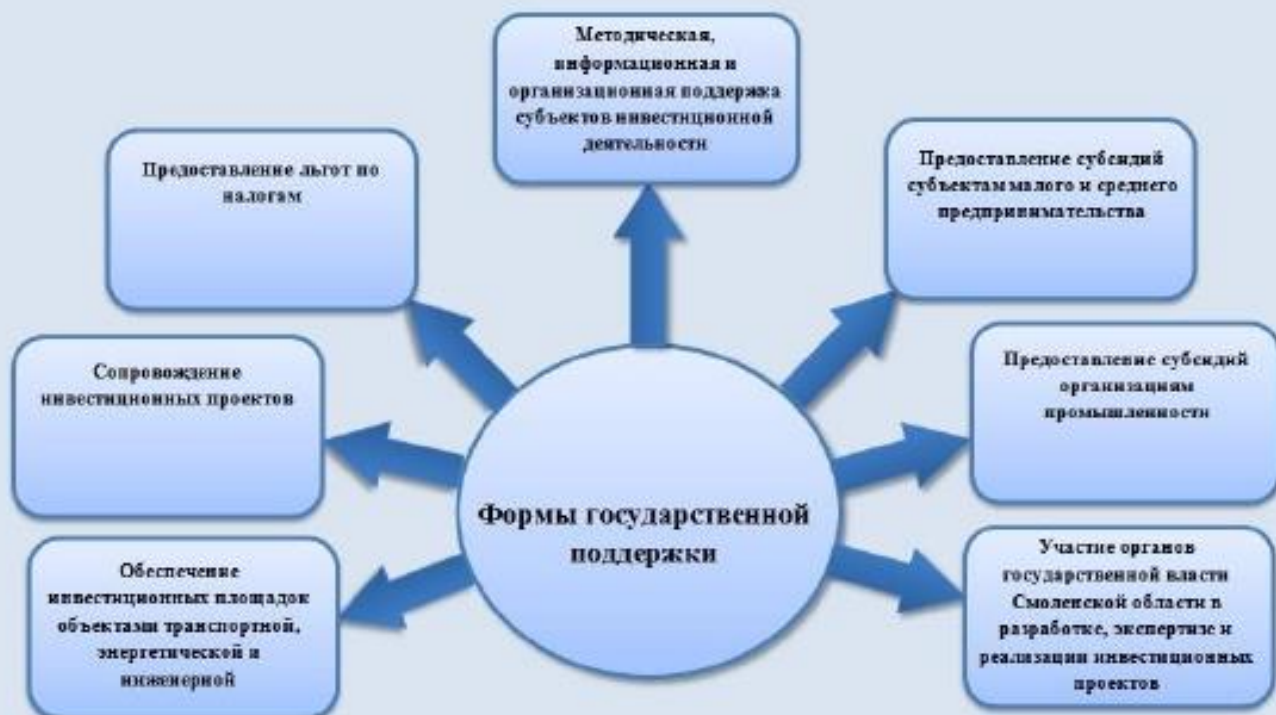 Методическая,
информационная и
организационная поддержка
субъектов инвестиционной
деятельности
Предоставление льгот по
налогам
Предоставление субсидий
субъектам малого и среднего
предпринимательства
Сопровождение
инвестиционных проектов
Предоставление субсидий
организациям
промышленности
Формы государственной
поддержки
Обеспечение
инвестиционных площадок
объектами транспортной,
энергетической и
инженерной
Участие органов
государственной власти
Смоленской области в
разработке, экспертизе и
реализации инвестиционных
проектов